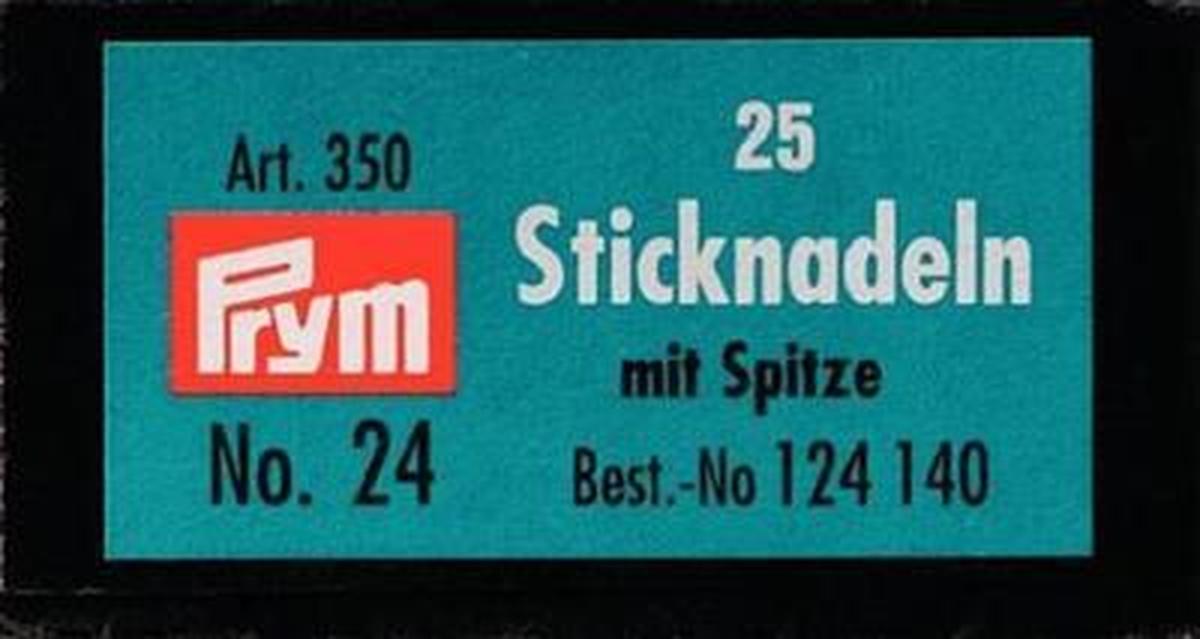 Art. 350
Prym
No. 24
25
Sticknadeln
mit Spitze
Best.-No 124 140